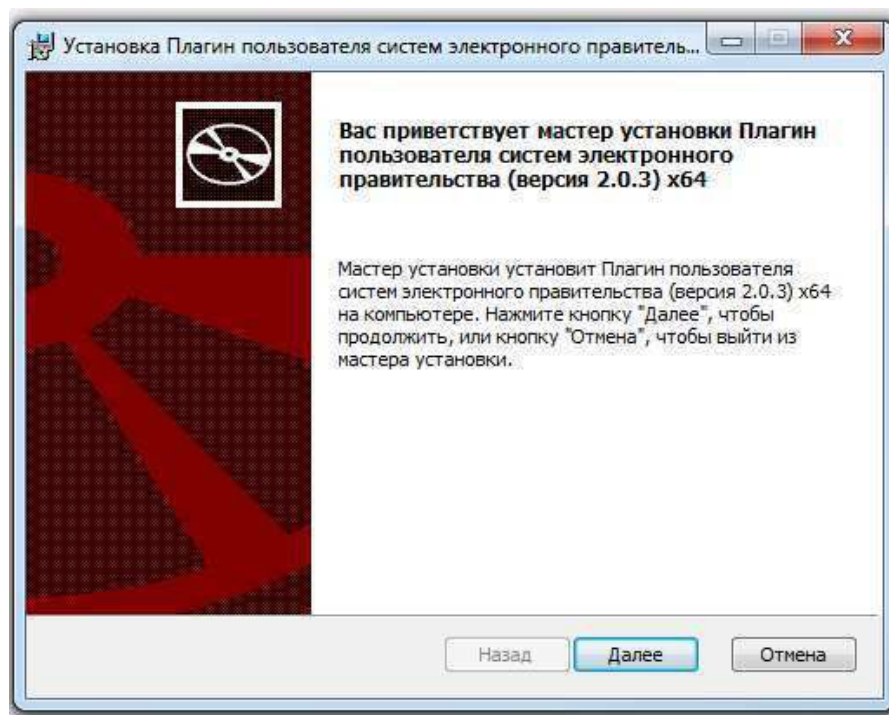 Установка Плагин пользователя систем электронного правитель...
Вас приветствует мастер установки Плагин
пользователя систем электронного
правительства (версия 2.0.3) x64
Мастер установки установит Плагин пользователя
систем электронного правительства (версия 2.0.3) x64
на компьютере. Нажмите кнопку "Далее", чтобы
продолжить, или кнопку "Отмена", чтобы выйти из
мастера установки.
Назад
Далее
Отмена